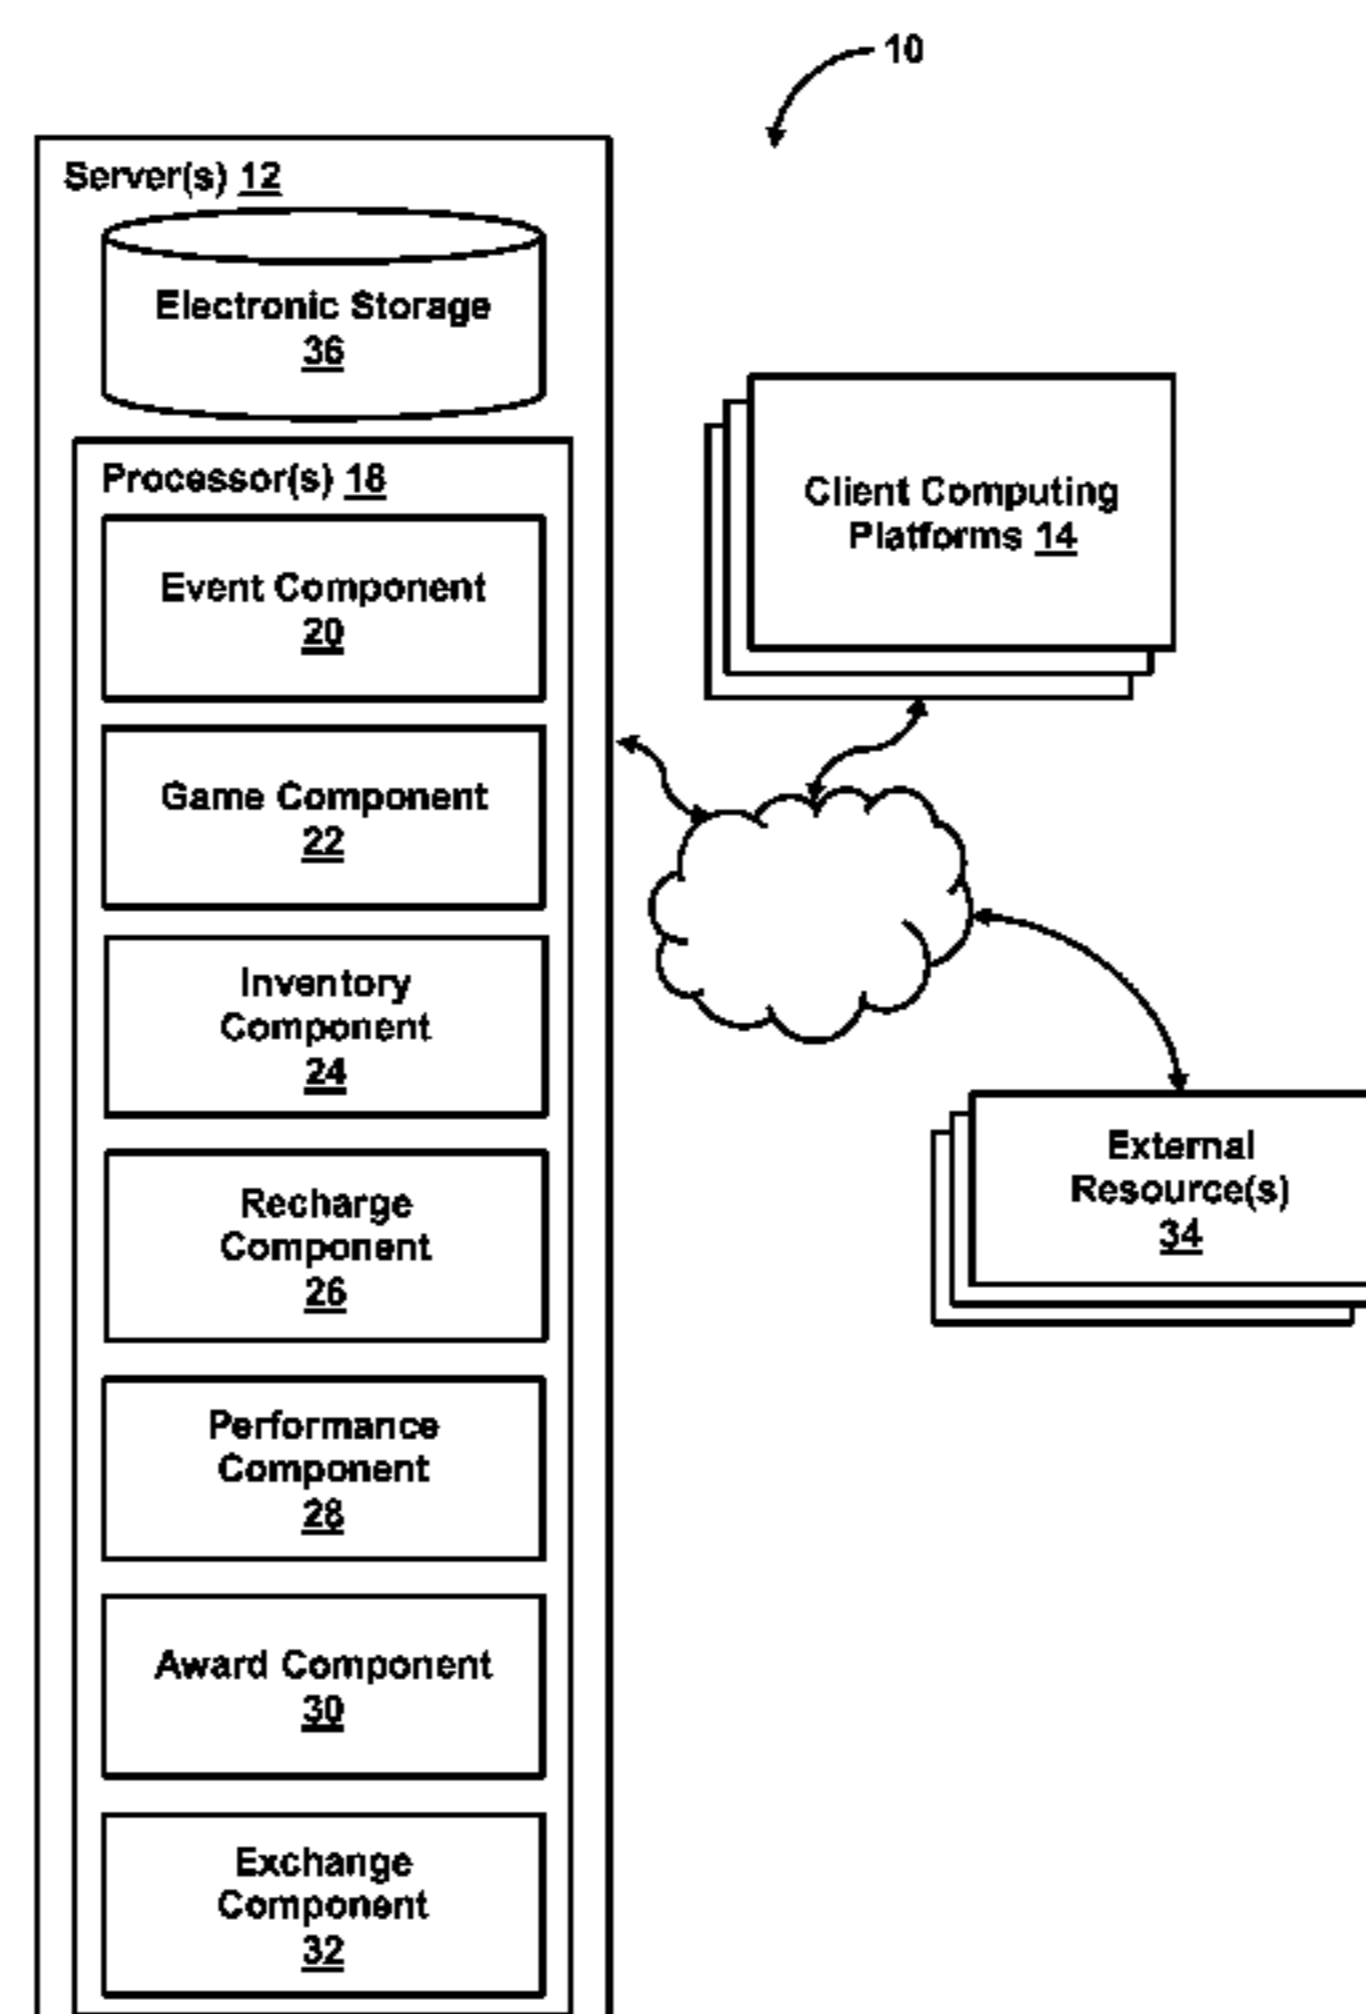 10
Server(s) 12
Electronic Storage
36
Processor(s) 18
Event Component
20
Game Component
22
Inventory
Component
24
Recharge
Component
26
Performance
Component
28
Award Component
30
Exchange
Component
32
Client Computing
Platforms 14
External
Resource(s)
34